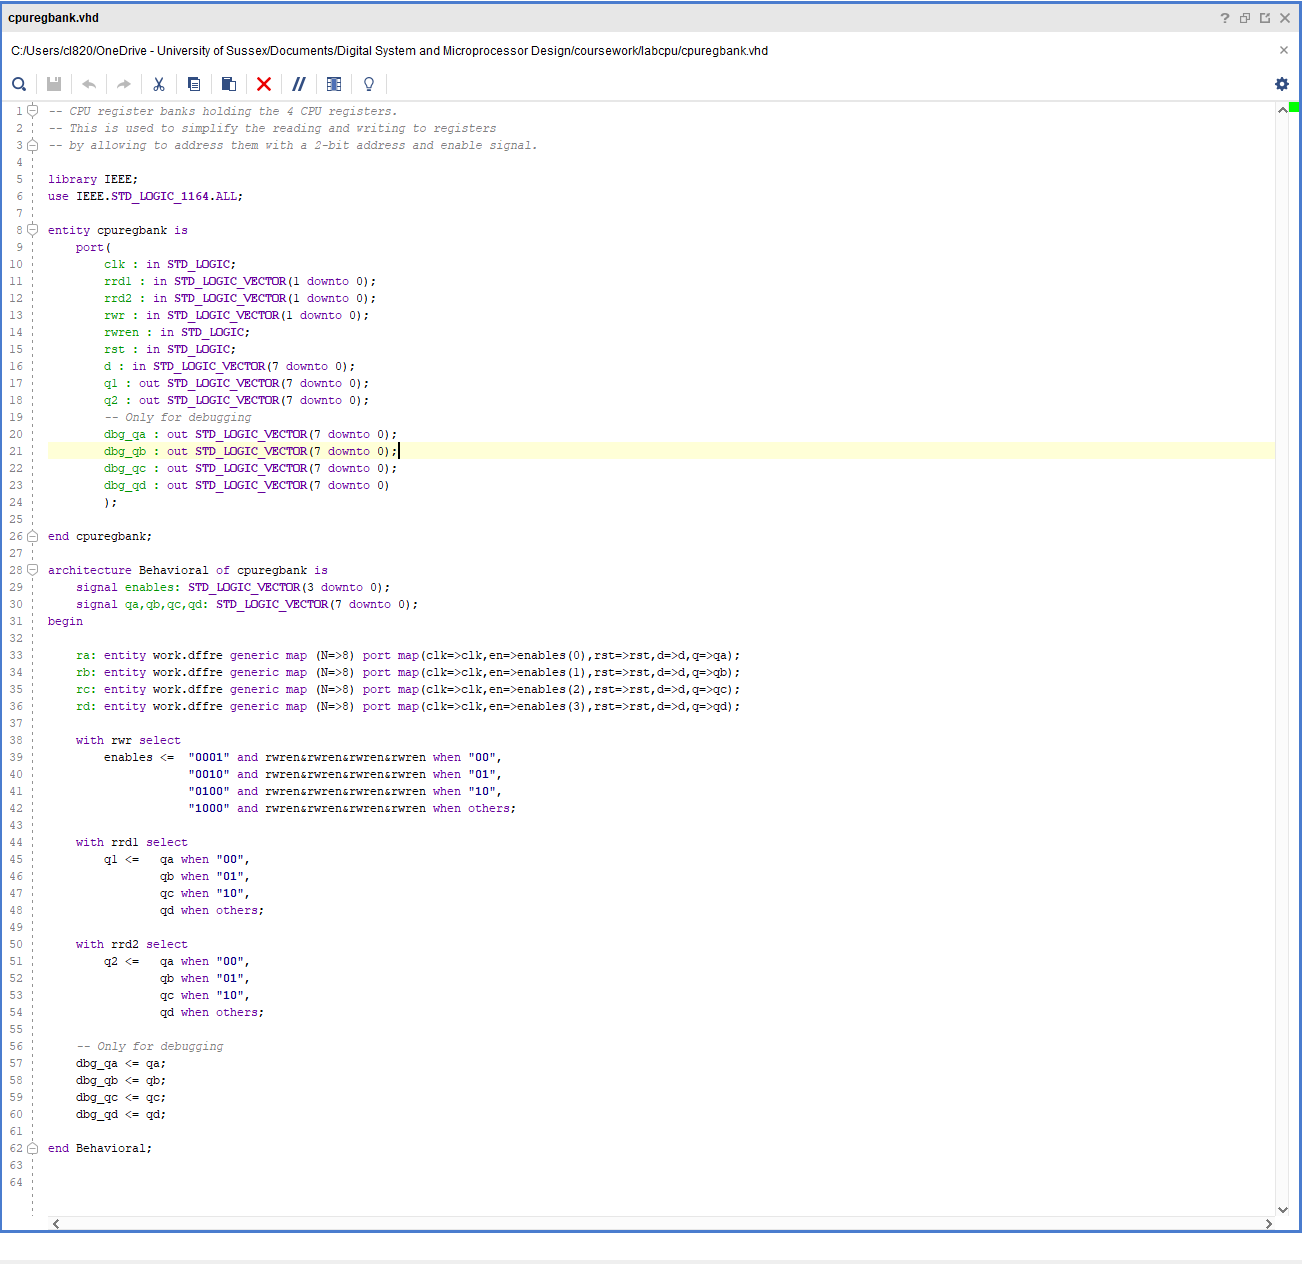 cpuregbank.vhd
C:/Users/cl820/OneDrive - University of Sussex/Documents/Digital System and Microprocessor Design/coursework/labcpu/cpuregbank.vhd
1 -- CPU register banks holding the 4 CPU registers.
2 -- This is used to simplify the reading and writing to registers
3 -- by allowing to address them with a 2-bit address and enable signal.
4
5 library IEEE;
6 use IEEE.STD_LOGIC_1164.ALL;
7
8 entity cpuregbank is
9 port(
10 clk : in STD_LOGIC;
11 rrd1 : in STD_LOGIC_VECTOR(1 downto 0);
12 rrd2 : in STD_LOGIC_VECTOR(1 downto 0);
13 rwr : in STD_LOGIC_VECTOR(1 downto 0);
14 rwren : in STD_LOGIC;
15 rst : in STD_LOGIC;
16 d : in STD_LOGIC_VECTOR(7 downto 0);
17 q1 : out STD_LOGIC_VECTOR(7 downto 0);
18 q2 : out STD_LOGIC_VECTOR(7 downto 0);
19 -- Only for debugging
20 dbg_qa : out STD_LOGIC_VECTOR(7 downto 0);
21 dbg_qb : out STD_LOGIC_VECTOR(7 downto 0);
22 dbg_qc : out STD_LOGIC_VECTOR(7 downto 0);
23 dbg_qd : out STD_LOGIC_VECTOR(7 downto 0)
24 );
25
26 end cpuregbank;
27
28 architecture Behavioral of cpuregbank is
29 signal enables: STD_LOGIC_VECTOR(3 downto 0);
30 signal qa,qb,qc,qd: STD_LOGIC_VECTOR(7 downto 0);
31 begin
32
33 ra: entity work.dffre generic map (N=>8) port map(clk=>clk,en=>enables(0),rst=>rst,d=>d,q=>qa);
34 rb: entity work.dffre generic map (N=>8) port map(clk=>clk,en=>enables(1),rst=>rst,d=>d,q=>qb);
35 rc: entity work.dffre generic map (N=>8) port map(clk=>clk,en=>enables(2),rst=>rst,d=>d,q=>qc);
36 rd: entity work.dffre generic map (N=>8) port map(clk=>clk,en=>enables(3),rst=>rst,d=>d,q=>qd);
37
38 with rwr select
39 enables <= "0001" and rwren&rwren&rwren&rwren when "00",
40 "0010" and rwren&rwren&rwren&rwren when "01",
41 "0100" and rwren&rwren&rwren&rwren when "10",
42 "1000" and rwren&rwren&rwren&rwren when others;
43
44 with rrd1 select
45 q1 <= qa when "00",
46 qb when "01",
47 qc when "10",
48 qd when others;
49
50 with rrd2 select
51 q2 <= qa when "00",
52 qb when "01",
53 qc when "10",
54 qd when others;
55
56 -- Only for debugging
57 dbg_qa <= qa;
58 dbg_qb <= qb;
59 dbg_qc <= qc;
60 dbg_qd <= qd;
61
62 end Behavioral;
63
64